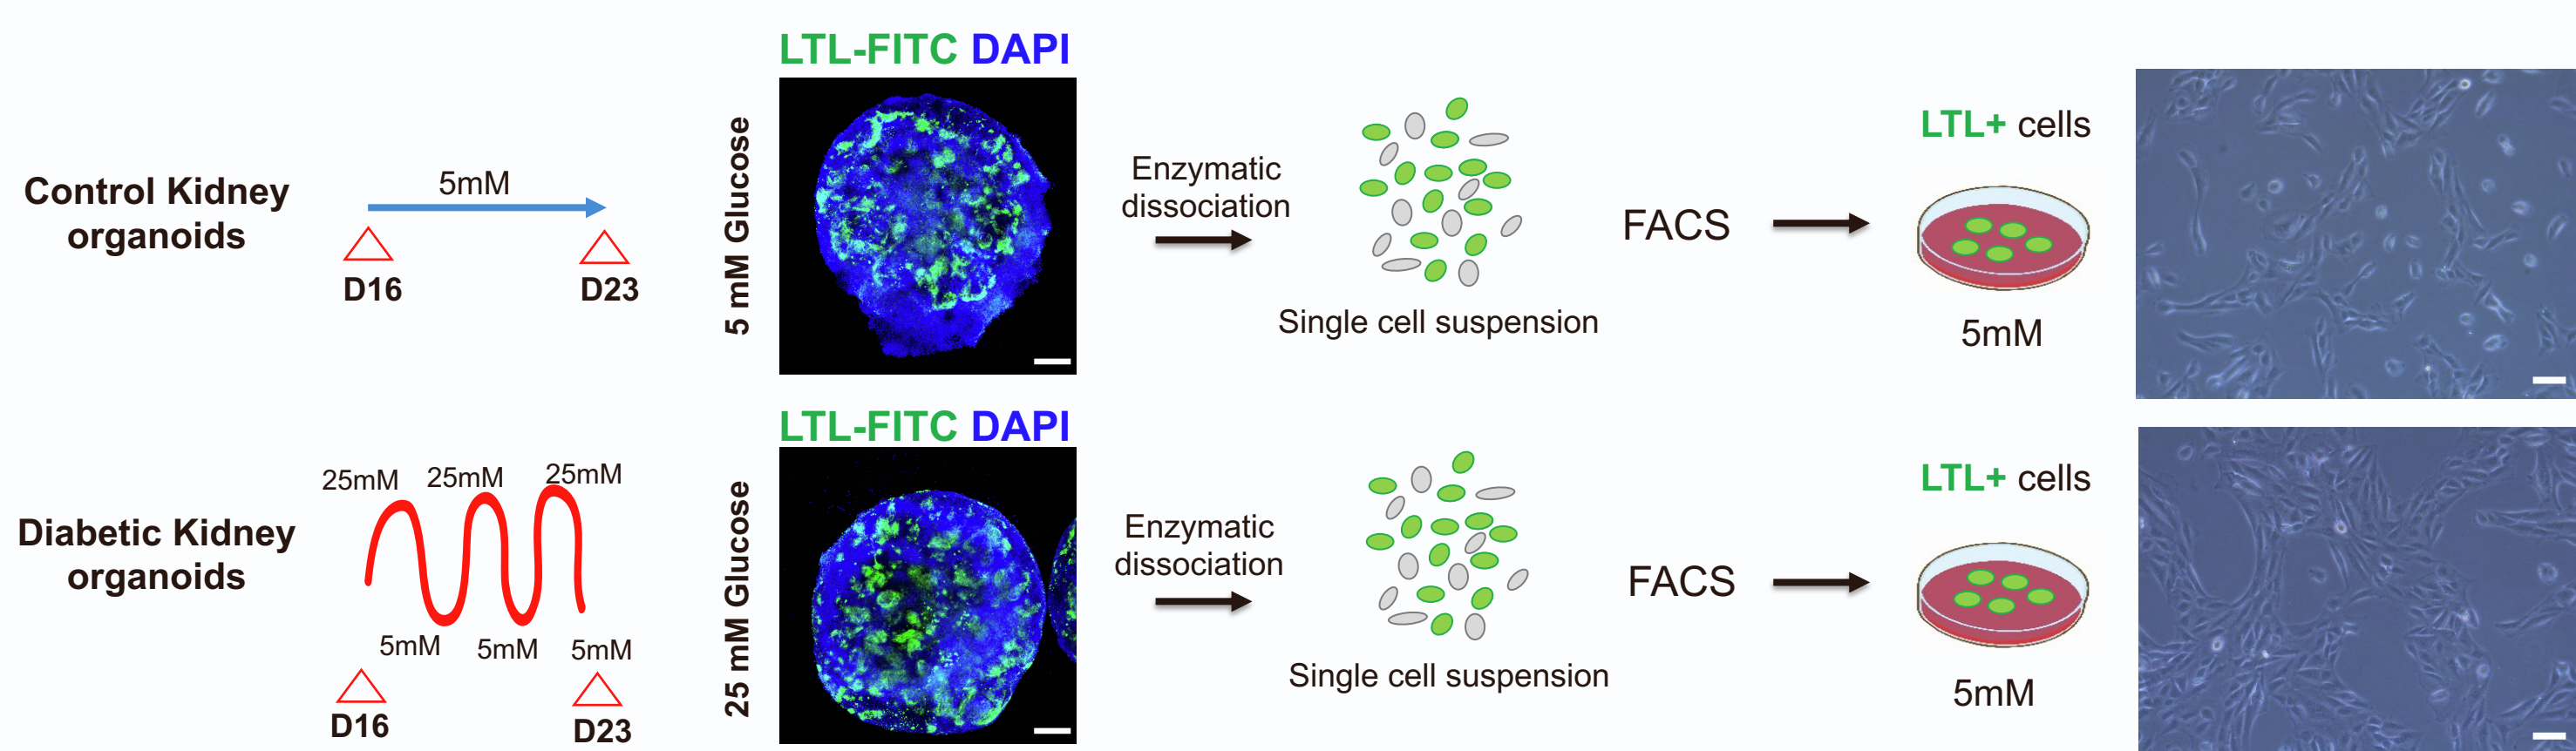 Control Kidney
organoids
5mM
D16
D23
LTL-FITC DAPI
5 mM Glucose
Enzymatic
dissociation
Single cell suspension
FACS
LTL+ cells
5mM
Diabetic Kidney
organoids
25mM
25mM
25mM
5mM
5mM
5mM
D16
D23
LTL-FITC DAPI
25 mM Glucose
Enzymatic
dissociation
Single cell suspension
FACS
LTL+ cells
5mM